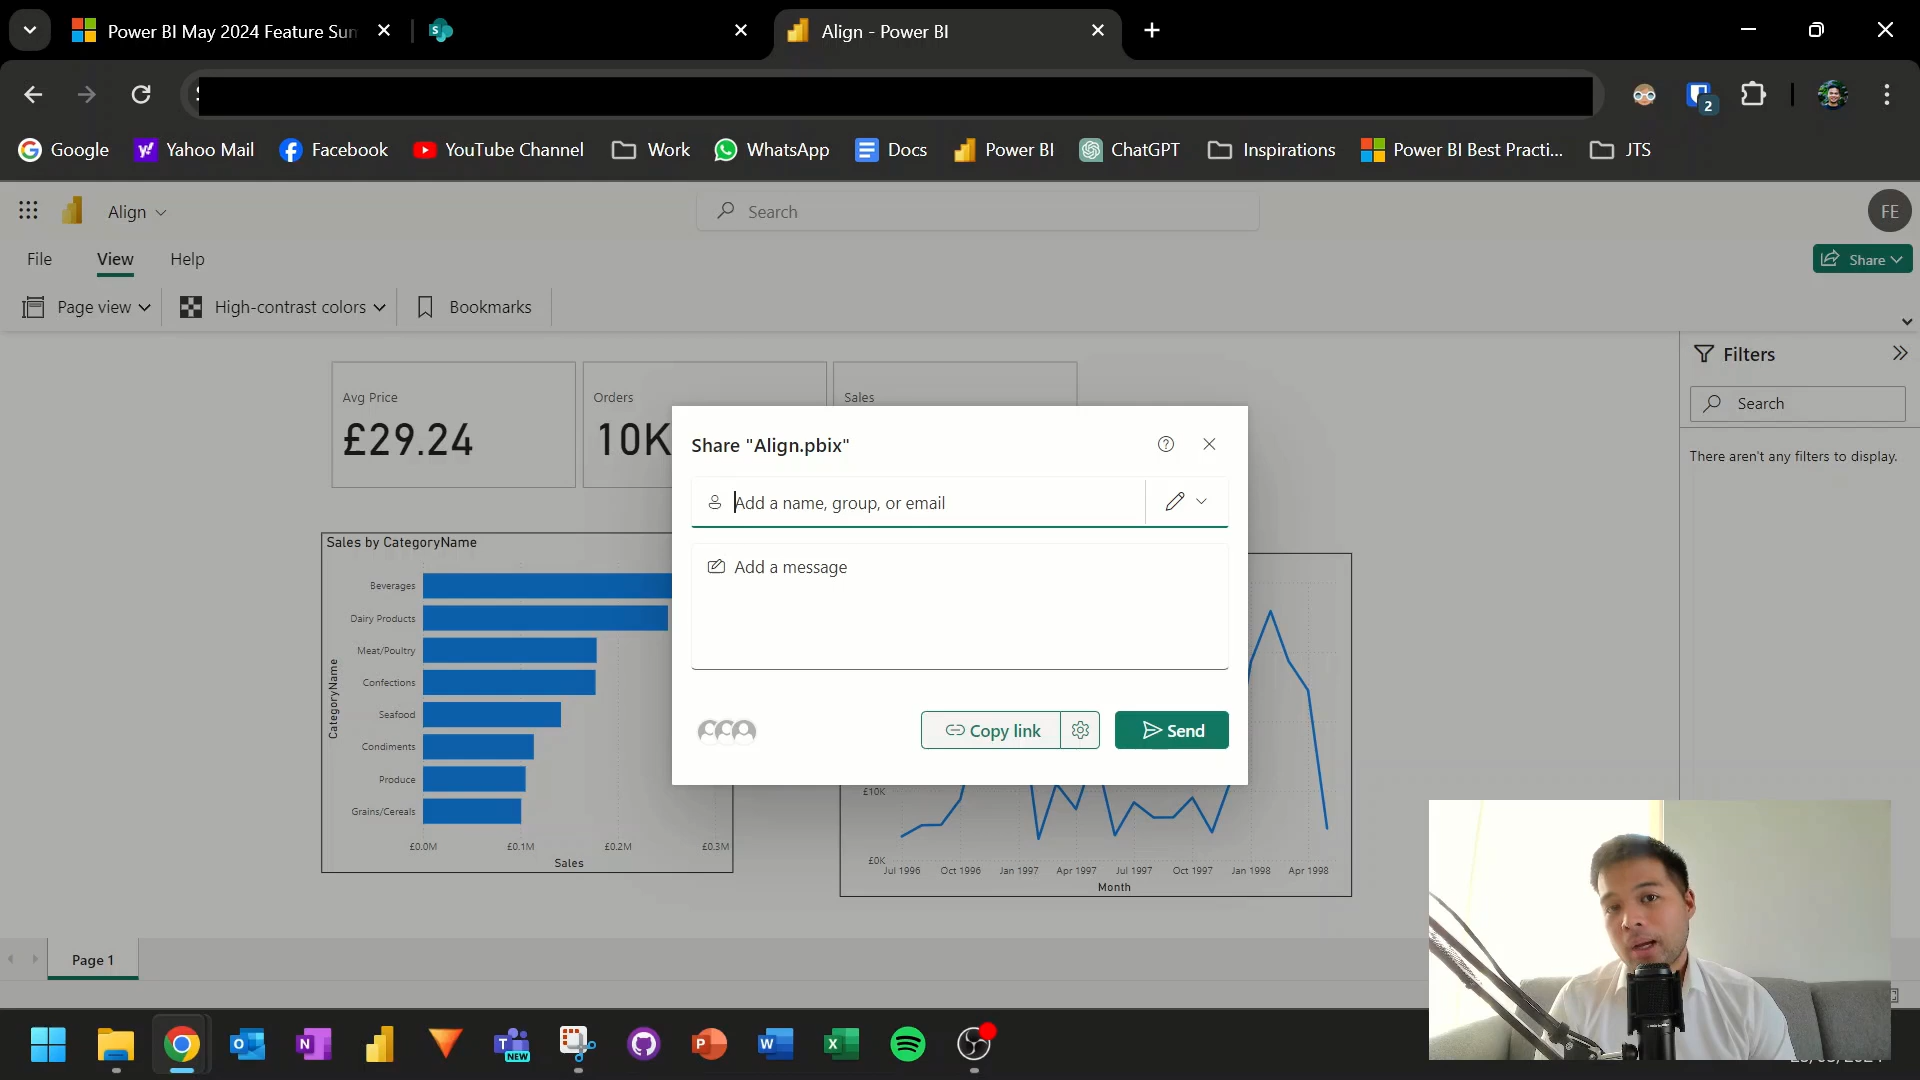 Power BI May 2024 Feature Sum
Align - Power BI
2
Google
Yahoo Mail
Facebook
YouTube Channel
Work
WhatsApp
Docs
Power BI
ChatGPT
Inspirations
Power BI Best Practi...
JTS
Align
Search
FE
File
View
Help
Share
Page view
High-contrast colors
Bookmarks
Filters
Search
There aren't any filters to display.
Avg Price
£29.24
Orders
10K
Sales
Share "Align.pbix"
Add a name, group, or email
Add a message
Copy link
Send
Sales by CategoryName
CategoryName
Beverages
Dairy Products
Meat/Poultry
Confections
Seafood
Condiments
Produce
Grains/Cereals
£0.0M
£0.1M
£0.2M
£0.3M
Sales
£10K
£0K
Jul 1996
Oct 1996
Jan 1997
Apr 1997
Jul 1997
Oct 1997
Jan 1998
Apr 1998
Month
Page 1
NEW